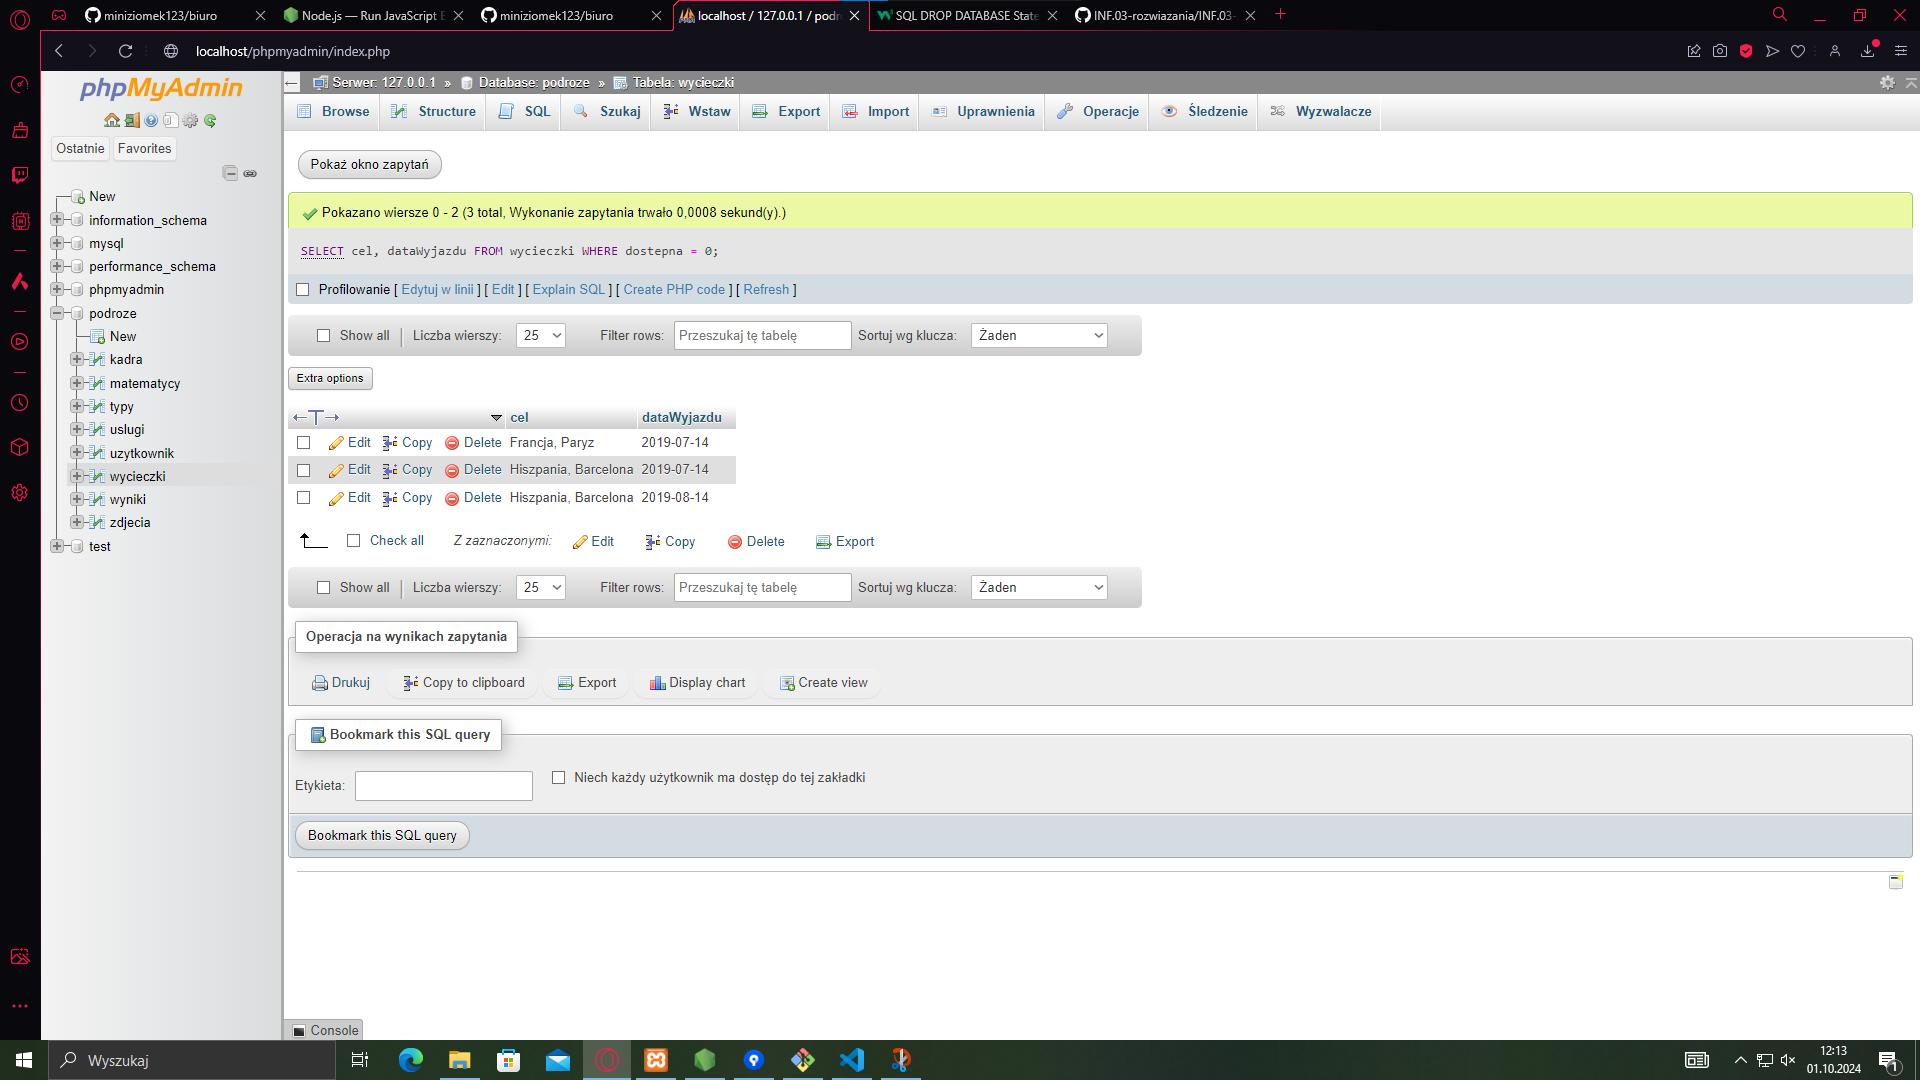 miniziomek123/biuro
Node.js — Run JavaScript E
miniziomek123/biuro
localhost / 127.0.0.1 / podro
SQL DROP DATABASE State
INF.03-rozwiazania/INF.03-
localhost/phpmyadmin/index.php
phpMyAdmin
Ostatnie
Favorites
New
information_schema
mysql
performance_schema
phpmyadmin
podroze
New
kadra
matematycy
typy
uslugi
uzytkownik
wycieczki
wyniki
zdjecia
test
Serwer: 127.0.0.1 » Database: podroze » Tabela: wycieczki
Browse Structure SQL Szukaj Wstaw Export Import Uprawnienia Operacje Śledzenie Wyzwalacze
Pokaż okno zapytań
Pokazano wiersze 0 - 2 (3 total, Wykonanie zapytania trwało 0,0008 sekund(y).)
SELECT cel, dataWyjazdu FROM wycieczki WHERE dostepna = 0;
Profilowanie [ Edytuj w linii ] [ Edit ] [ Explain SQL ] [ Create PHP code ] [ Refresh ]
Show all Liczba wierszy: 25 Filter rows: Przeszukaj tę tabelę Sortuj wg klucza: Żaden
Extra options
cel dataWyjazdu
Edit Copy Delete Francja, Paryz 2019-07-14
Edit Copy Delete Hiszpania, Barcelona 2019-07-14
Edit Copy Delete Hiszpania, Barcelona 2019-08-14
Check all Z zaznaczonymi: Edit Copy Delete Export
Show all Liczba wierszy: 25 Filter rows: Przeszukaj tę tabelę Sortuj wg klucza: Żaden
Operacja na wynikach zapytania
Drukuj Copy to clipboard Export Display chart Create view
Bookmark this SQL query
Etykieta: Niech każdy użytkownik ma dostęp do tej zakładki
Bookmark this SQL query
Console
Wyszukaj
12:13
01.10.2024
1